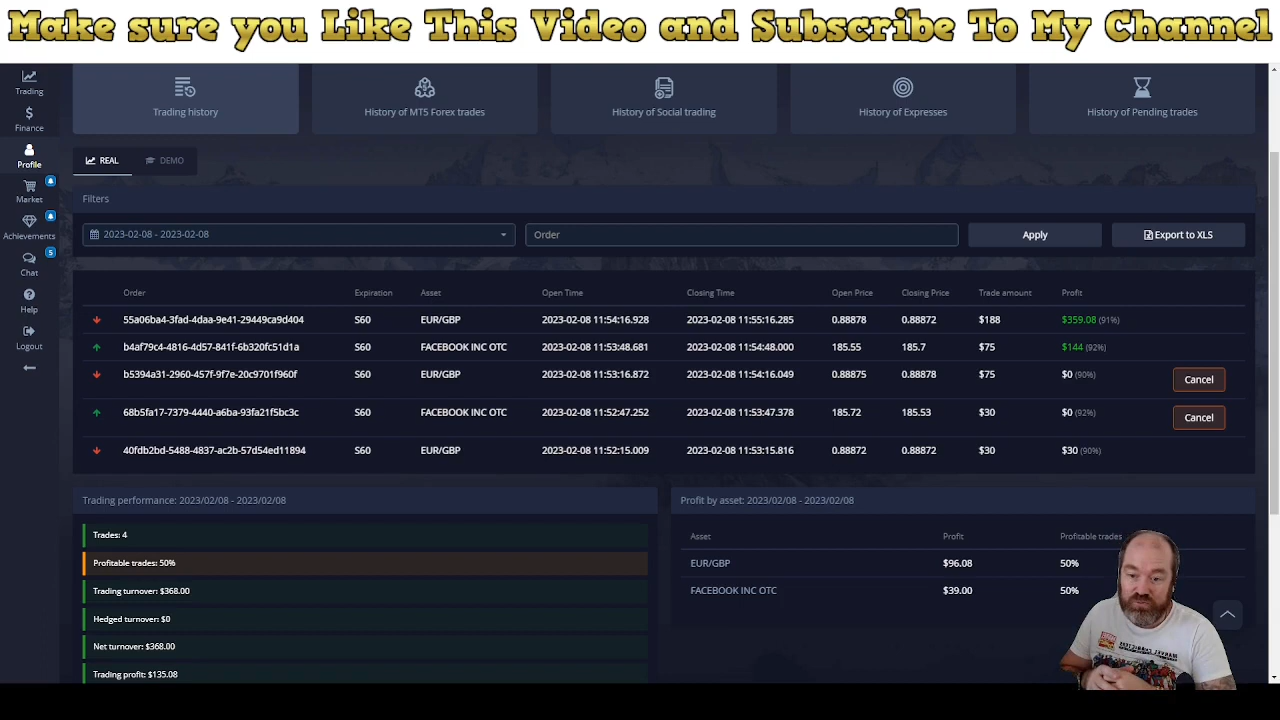 Make sure you Like This Video and Subscribe To My Channel
Trading
Finance
Profile
Market
Achievements
5
Chat
Help
Logout
Trading history
History of MT5 Forex trades
History of Social trading
History of Expresses
History of Pending trades
REAL DEMO
Filters
2023-02-08 - 2023-02-08 Order Apply Export to XLS
Order Expiration Asset Open Time Closing Time Open Price Closing Price Trade amount Profit
55a06ba4-3fad-4daa-9e41-29449ca9d404 S60 EUR/GBP 2023-02-08 11:54:16.928 2023-02-08 11:55:16.285 0.88878 0.88872 $188 $359.08 (91%)
b4af79c4-4816-4d57-841f-6b320fc51d1a S60 FACEBOOK INC OTC 2023-02-08 11:53:48.681 2023-02-08 11:54:48.000 185.55 185.7 $75 $144 (92%)
b5394a31-2960-457f-9f7e-20c9701f960f S60 EUR/GBP 2023-02-08 11:53:16.872 2023-02-08 11:54:16.049 0.88875 0.88878 $75 $0 (90%) Cancel
68b5fa17-7379-4440-a6ba-93fa21f5bc3c S60 FACEBOOK INC OTC 2023-02-08 11:52:47.252 2023-02-08 11:53:47.378 185.72 185.53 $30 $0 (92%) Cancel
40fdb2bd-5488-4837-ac2b-57d54ed11894 S60 EUR/GBP 2023-02-08 11:52:15.009 2023-02-08 11:53:15.816 0.88872 0.88872 $30 $30 (90%)
Trading performance: 2023/02/08 - 2023/02/08
Trades: 4
Profitable trades: 50%
Trading turnover: $368.00
Hedged turnover: $0
Net turnover: $368.00
Trading profit: $135.08
Profit by asset: 2023/02/08 - 2023/02/08
Asset Profit Profitable trades
EUR/GBP $96.08 50%
FACEBOOK INC OTC $39.00 50%